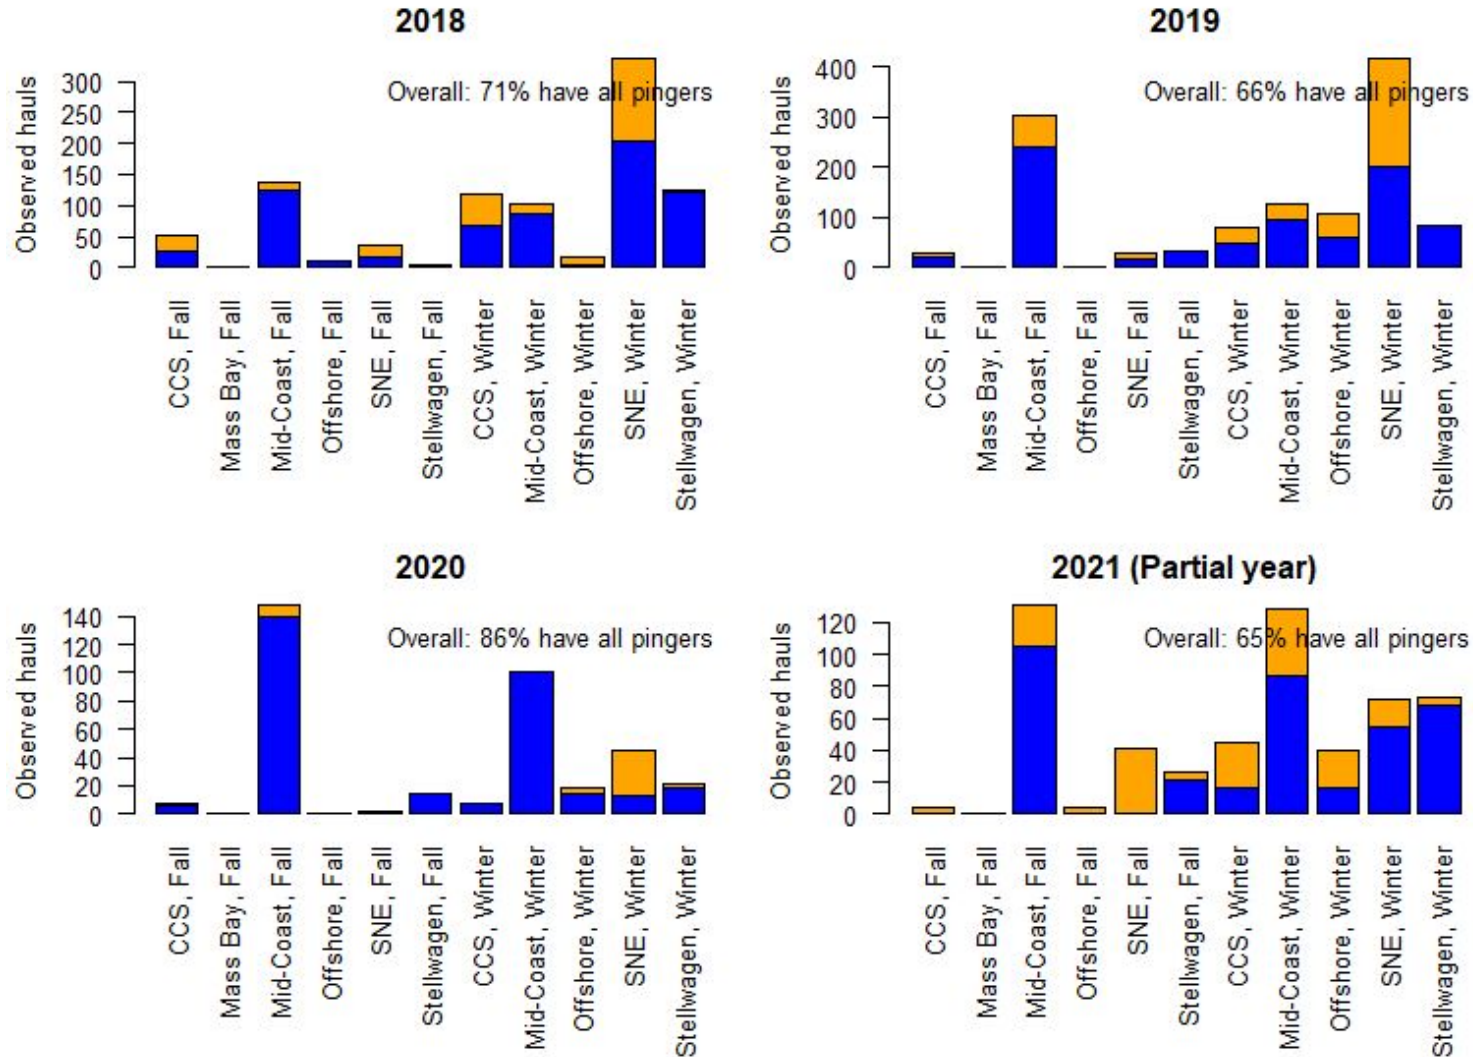 2018
Observed hauls
300
250
200
150
100
50
0
Overall: 71% have all pingers
CCS, Fall
Mass Bay, Fall
Mid-Coast, Fall
Offshore, Fall
SNE, Fall
Stellwagen, Fall
CCS, Winter
Mid-Coast, Winter
Offshore, Winter
SNE, Winter
Stellwagen, Winter
2019
Observed hauls
400
300
200
100
0
Overall: 66% have all pingers
CCS, Fall
Mass Bay, Fall
Mid-Coast, Fall
Offshore, Fall
SNE, Fall
Stellwagen, Fall
CCS, Winter
Mid-Coast, Winter
Offshore, Winter
SNE, Winter
Stellwagen, Winter
2020
Observed hauls
140
120
100
80
60
40
20
0
Overall: 86% have all pingers
CCS, Fall
Mass Bay, Fall
Mid-Coast, Fall
Offshore, Fall
SNE, Fall
Stellwagen, Fall
CCS, Winter
Mid-Coast, Winter
Offshore, Winter
SNE, Winter
Stellwagen, Winter
2021 (Partial year)
Observed hauls
120
100
80
60
40
20
0
Overall: 65% have all pingers
CCS, Fall
Mass Bay, Fall
Mid-Coast, Fall
Offshore, Fall
SNE, Fall
Stellwagen, Fall
CCS, Winter
Mid-Coast, Winter
Offshore, Winter
SNE, Winter
Stellwagen, Winter